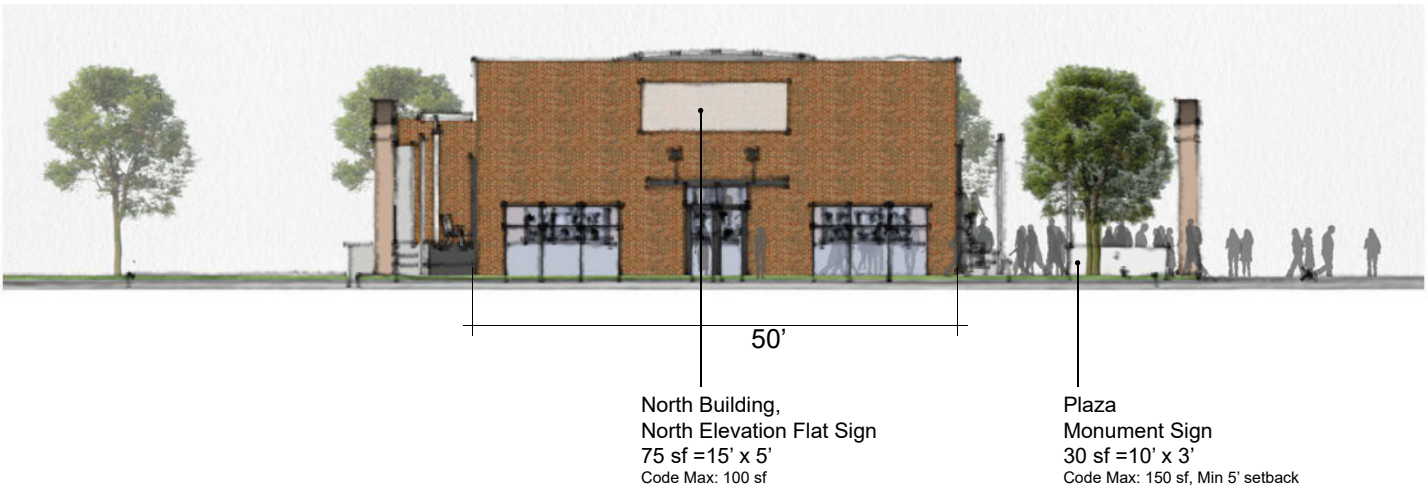 50’
North Building,
North Elevation Flat Sign
75 sf =15’ x 5’
Code Max: 100 sf
Plaza
Monument Sign
30 sf =10’ x 3’
Code Max: 150 sf, Min 5’ setback